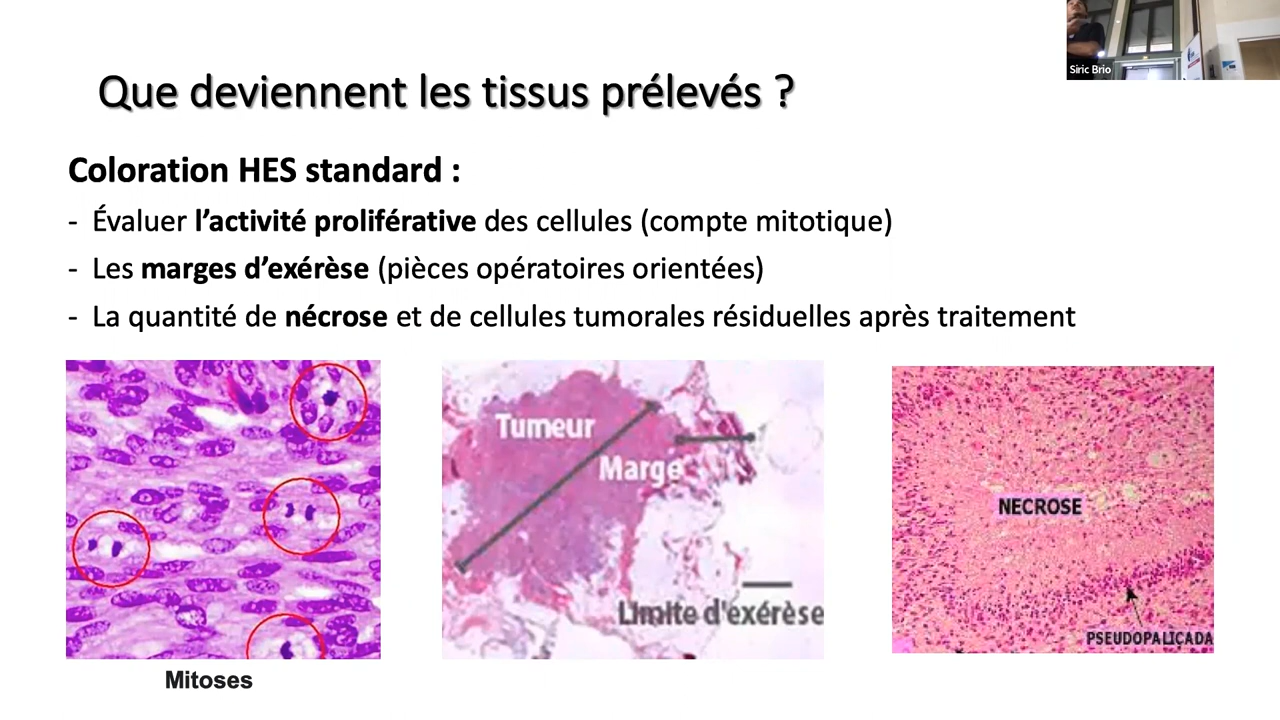 Siric Brio
Que deviennent les tissus prélevés ?
Coloration HES standard :
- Évaluer l’activité proliférative des cellules (compte mitotique)
- Les marges d’exérèse (pièces opératoires orientées)
- La quantité de nécrose et de cellules tumorales résiduelles après traitement
Tumeur
Marge
Limite d'exérèse
NECROSE
PSEUDOPALICADA
Mitoses